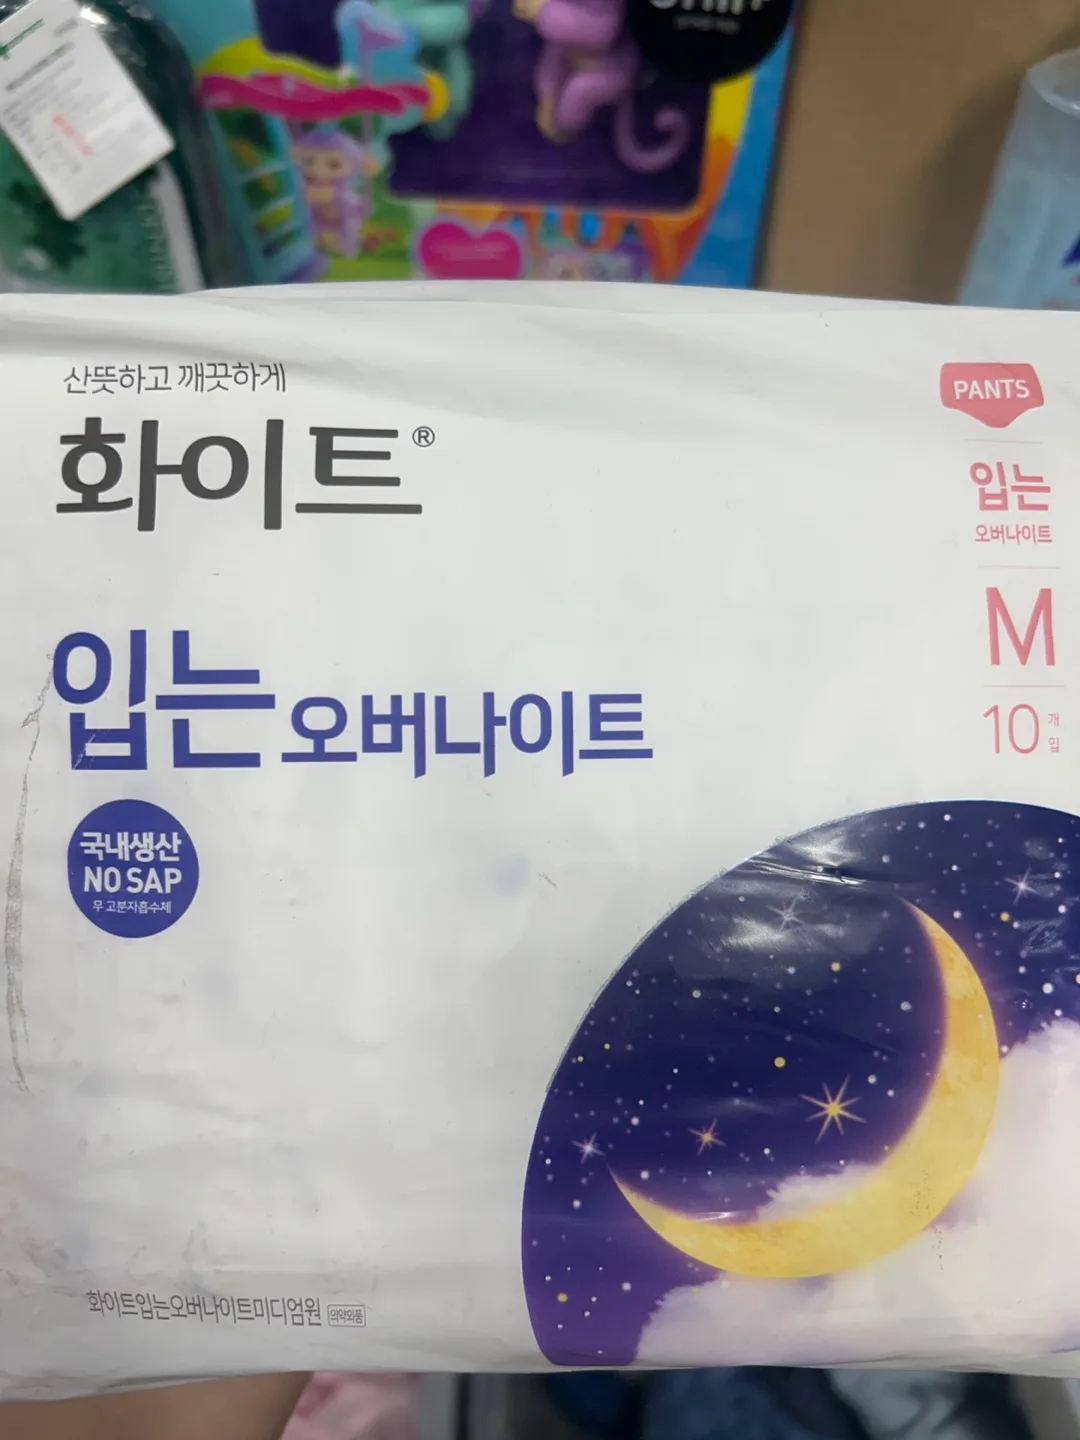 산뜻하고 깨끗하게
화이트®
입는 오버나이트
국내생산
NO SAP
무 고분자흡수체
PANTS
입는
오버나이트
M
10 개입
화이트입는오버나이트미디엄원 의약외품